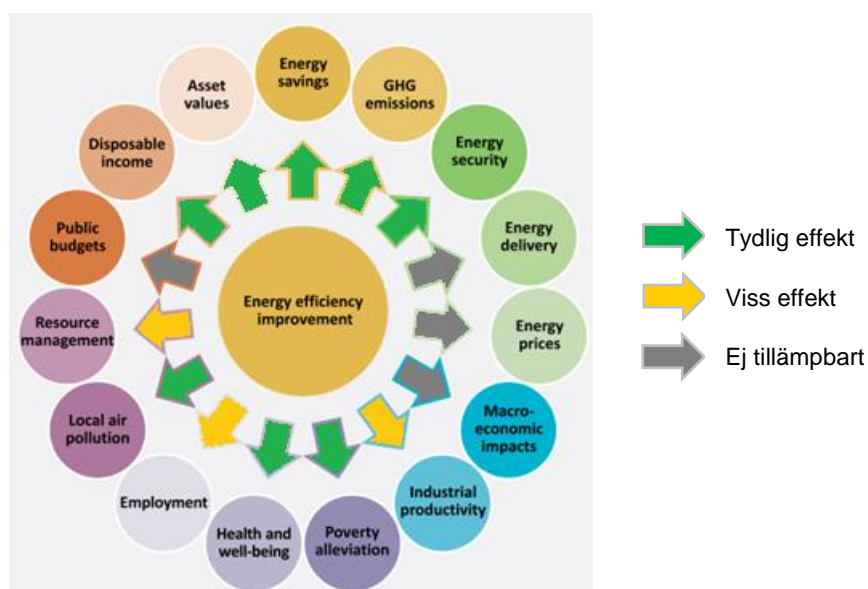 Energy
savings
GHG
emissions
Energy
security
Energy
delivery
Energy
prices
Macro-
economic
impacts
Industrial
productivity
Poverty
alleviation
Health and
well-being
Employment
Local air
pollution
Resource
management
Public
budgets
Disposable
income
Asset
values
Energy efficiency
improvement
Tydlig effekt
Viss effekt
Ej tillämpbart